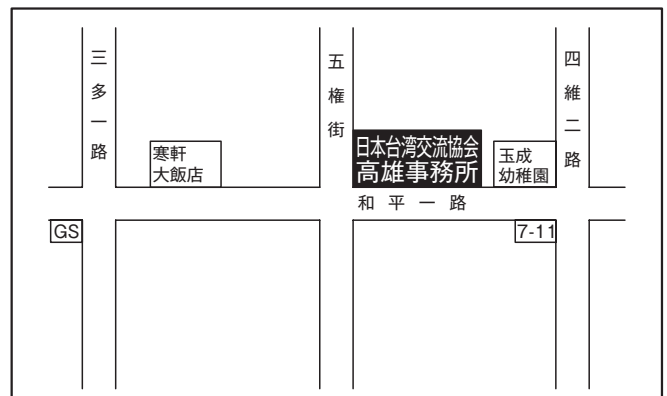 三多一路
五権街
四維二路
寒軒
大飯店
日本台湾交流協会
高雄事務所
玉成
幼稚園
和平一路
GS
7-11